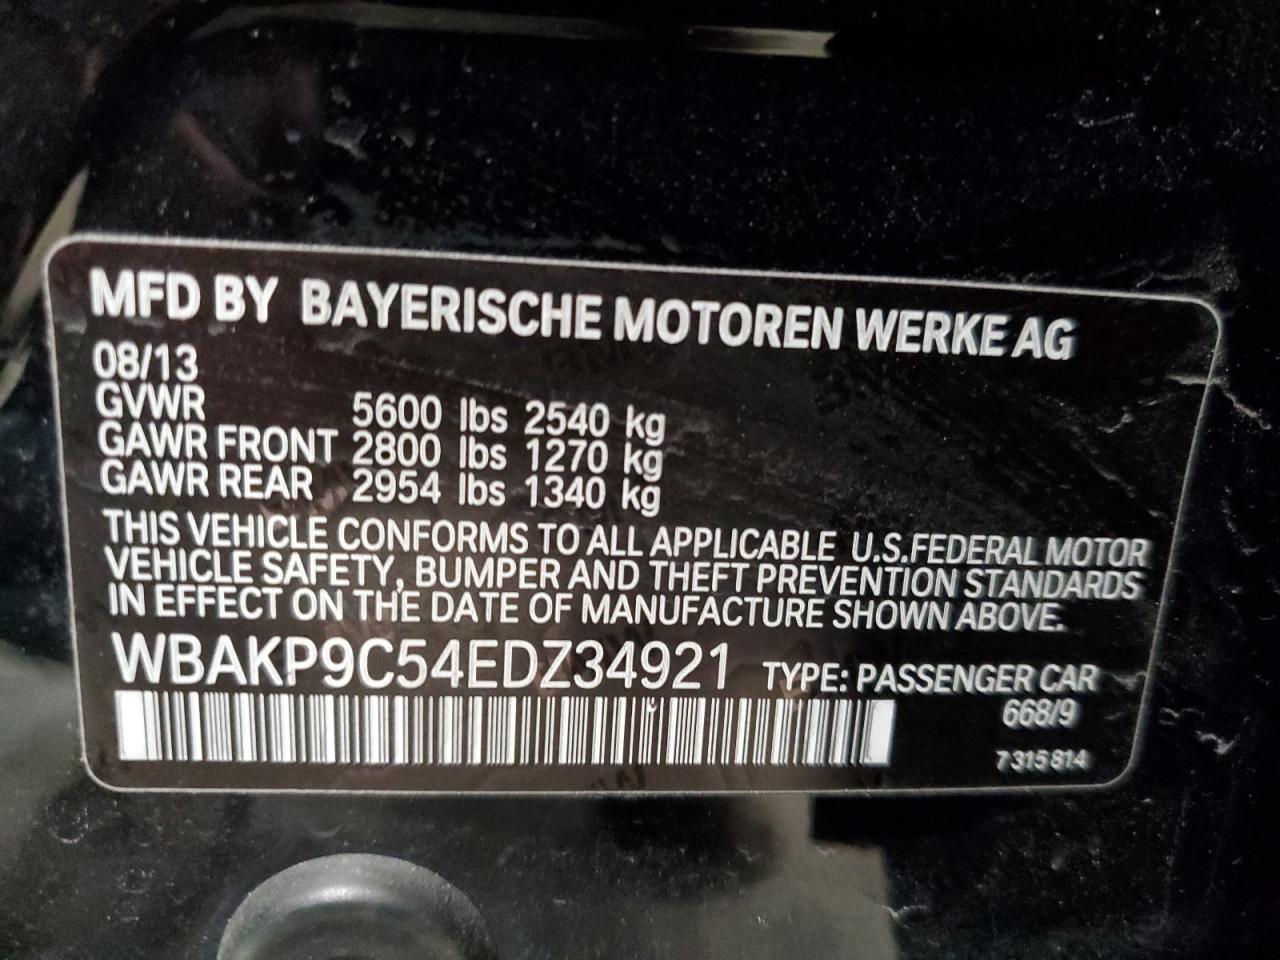 MFD BY BAYERISCHE MOTOREN WERKE AG
08/13
GVWR 5600 lbs 2540 kg
GAWR FRONT 2800 lbs 1270 kg
GAWR REAR 2954 lbs 1340 kg
THIS VEHICLE CONFORMS TO ALL APPLICABLE U.S.FEDERAL MOTOR
VEHICLE SAFETY, BUMPER AND THEFT PREVENTION STANDARDS
IN EFFECT ON THE DATE OF MANUFACTURE SHOWN ABOVE.
WBAKP9C54EDZ34921 TYPE: PASSENGER CAR
668/9
7 315 814